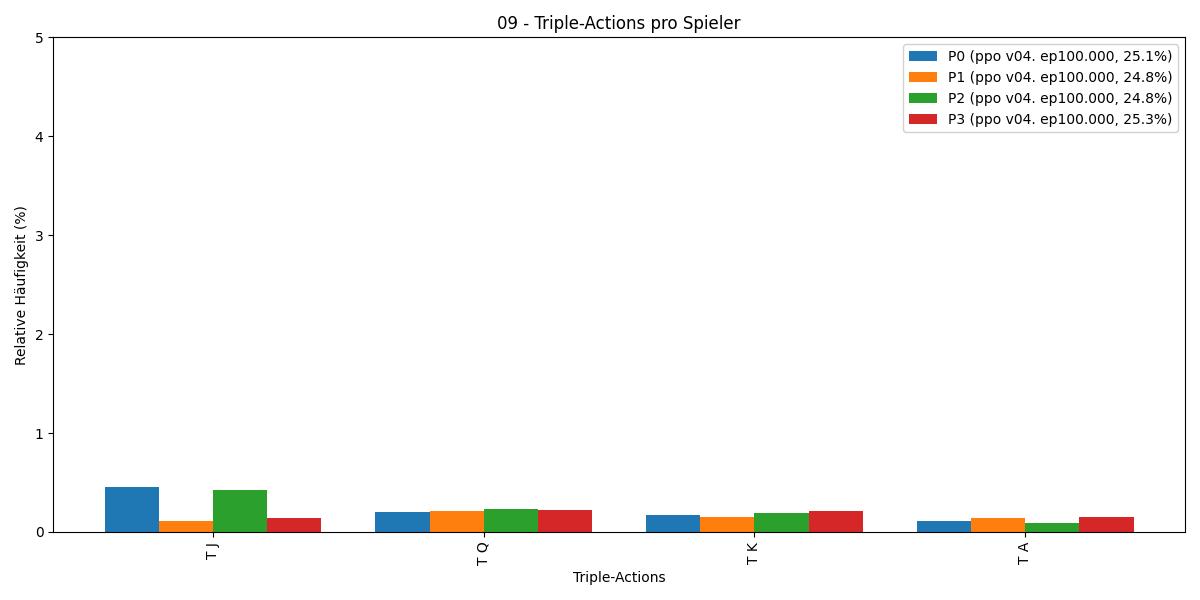 09 - Triple-Actions pro Spieler
Relative Häufigkeit (%)
5
4
3
2
1
0
P0 (ppo v04. ep100.000, 25.1%)
P1 (ppo v04. ep100.000, 24.8%)
P2 (ppo v04. ep100.000, 24.8%)
P3 (ppo v04. ep100.000, 25.3%)
T J
T Q
T K
T A
Triple-Actions